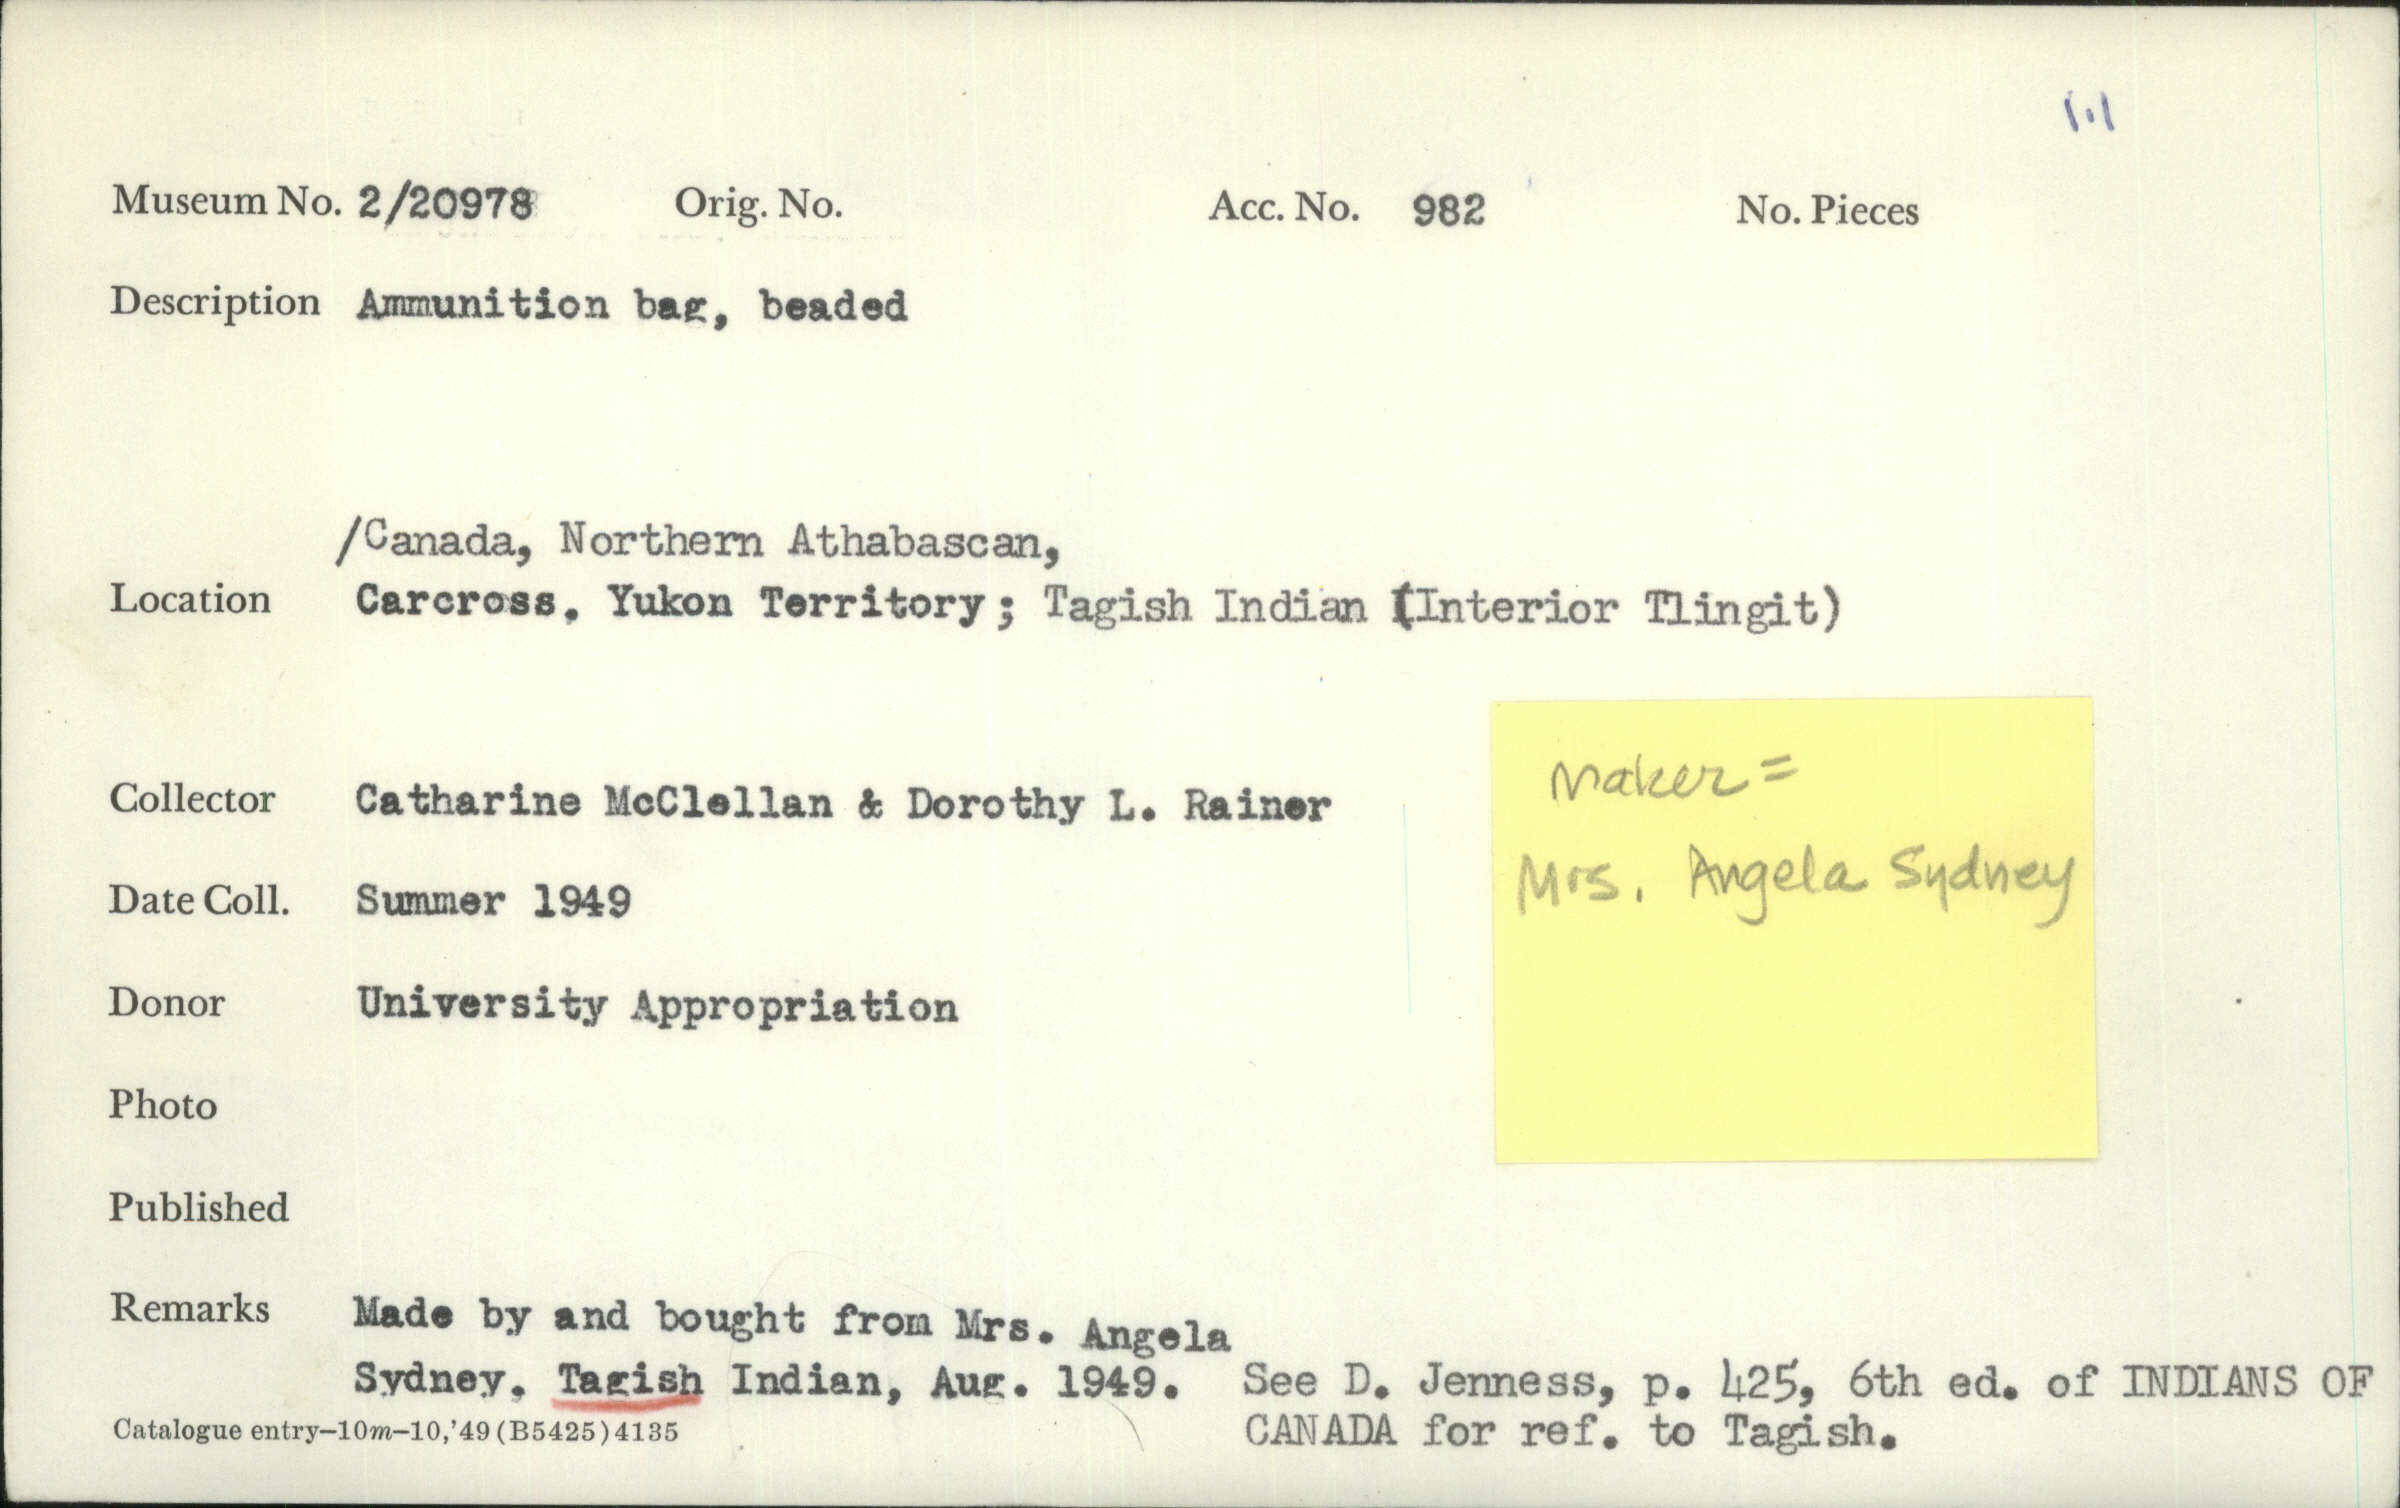 1.1
Museum No. 2/20978 Orig. No. Acc. No. 982 No. Pieces
Description Ammunition bag, beaded
/Canada, Northern Athabascan,
Location Carcross, Yukon Territory; Tagish Indian (Interior Tlingit)
Maker =
Mrs. Angela Sydney
Collector Catharine McClellan & Dorothy L. Rainer
Date Coll. Summer 1949
Donor University Appropriation
Photo
Published
Remarks Made by and bought from Mrs. Angela
Sydney, Tagish Indian, Aug. 1949. See D. Jenness, p. 425, 6th ed. of INDIANS OF
CANADA for ref. to Tagish.
Catalogue entry–10m–10,'49 (B5425)4135